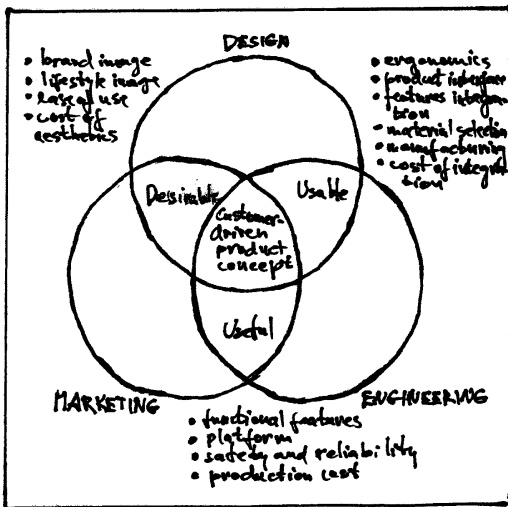 DESIGN
• brand image
• lifestyle image
• ease of use
• cost of
aesthetics
• ergonomics
• product interface
• features integra-
tion
• material selection
• manufacturing
• cost of integra-
tion
Dessirable
Usable
Customer-
driven
product
concept
Useful
MARKETING
ENGINEERING
• functional features
• platform
• safety and reliability
• production cost